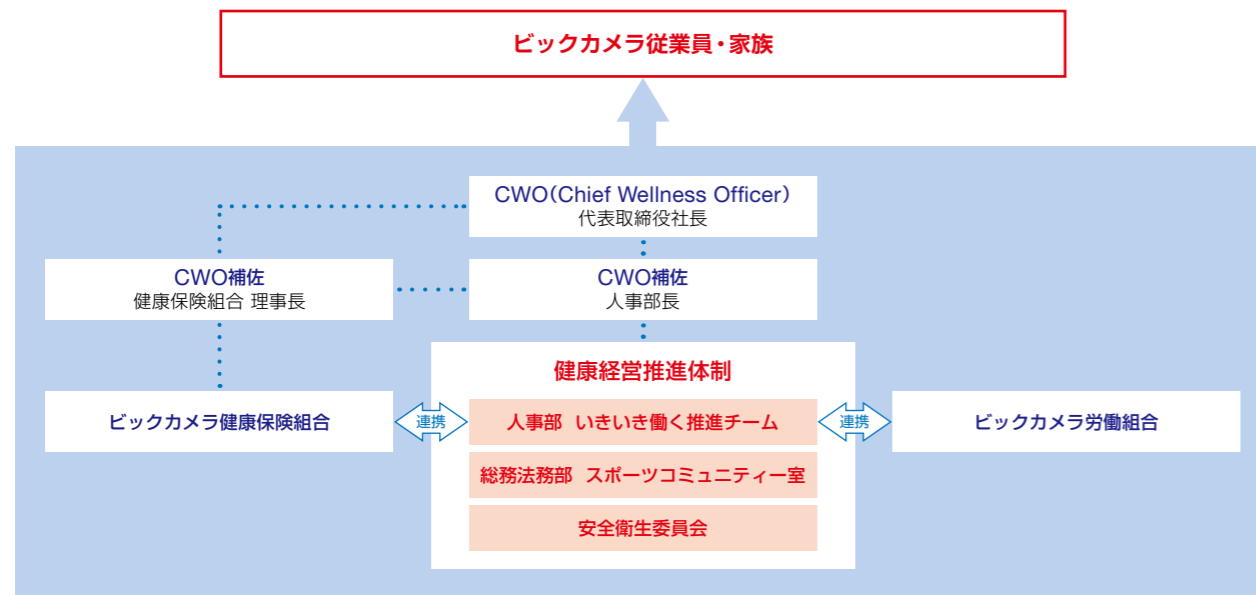 ビックカメラ従業員・家族
CWO（Chief Wellness Officer）
代表取締役社長
CWO補佐
健康保険組合 理事長
CWO補佐
人事部長
健康経営推進体制
ビックカメラ健康保険組合
連携
人事部 いきいき働く推進チーム
連携
ビックカメラ労働組合
総務法務部 スポーツコミュニティー室
安全衛生委員会